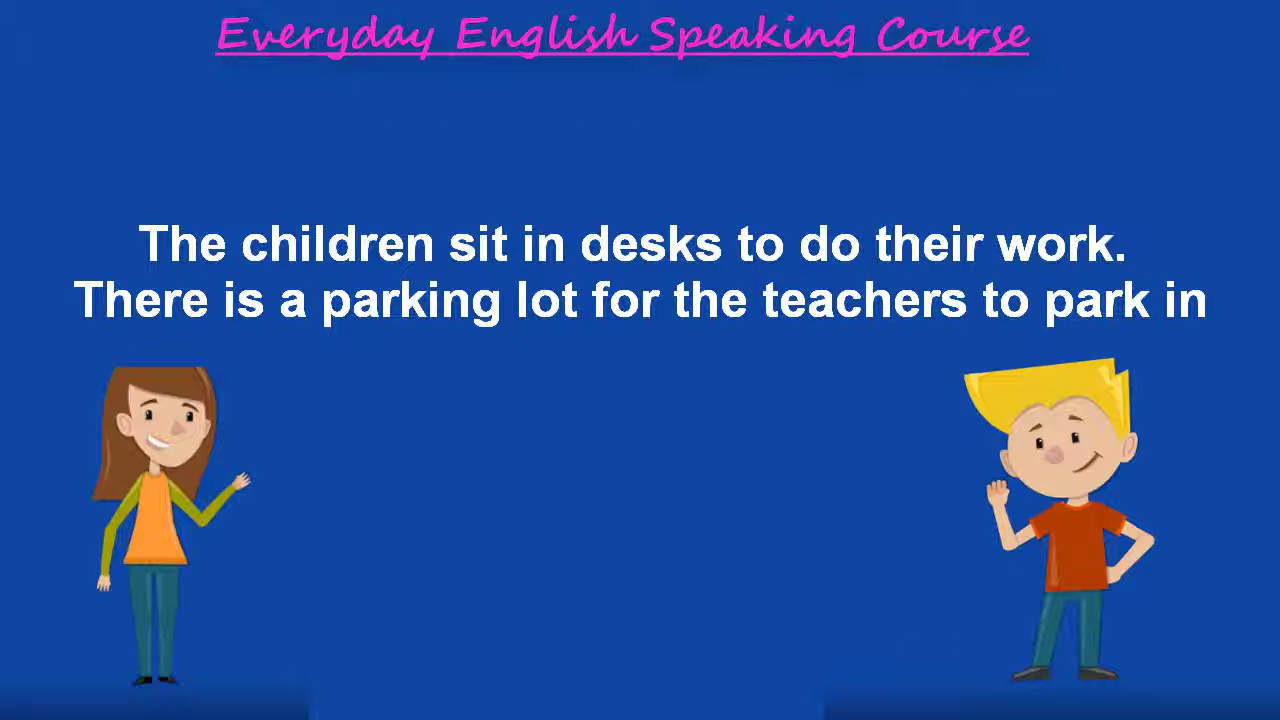 Everyday English Speaking Course
The children sit in desks to do their work.
There is a parking lot for the teachers to park in